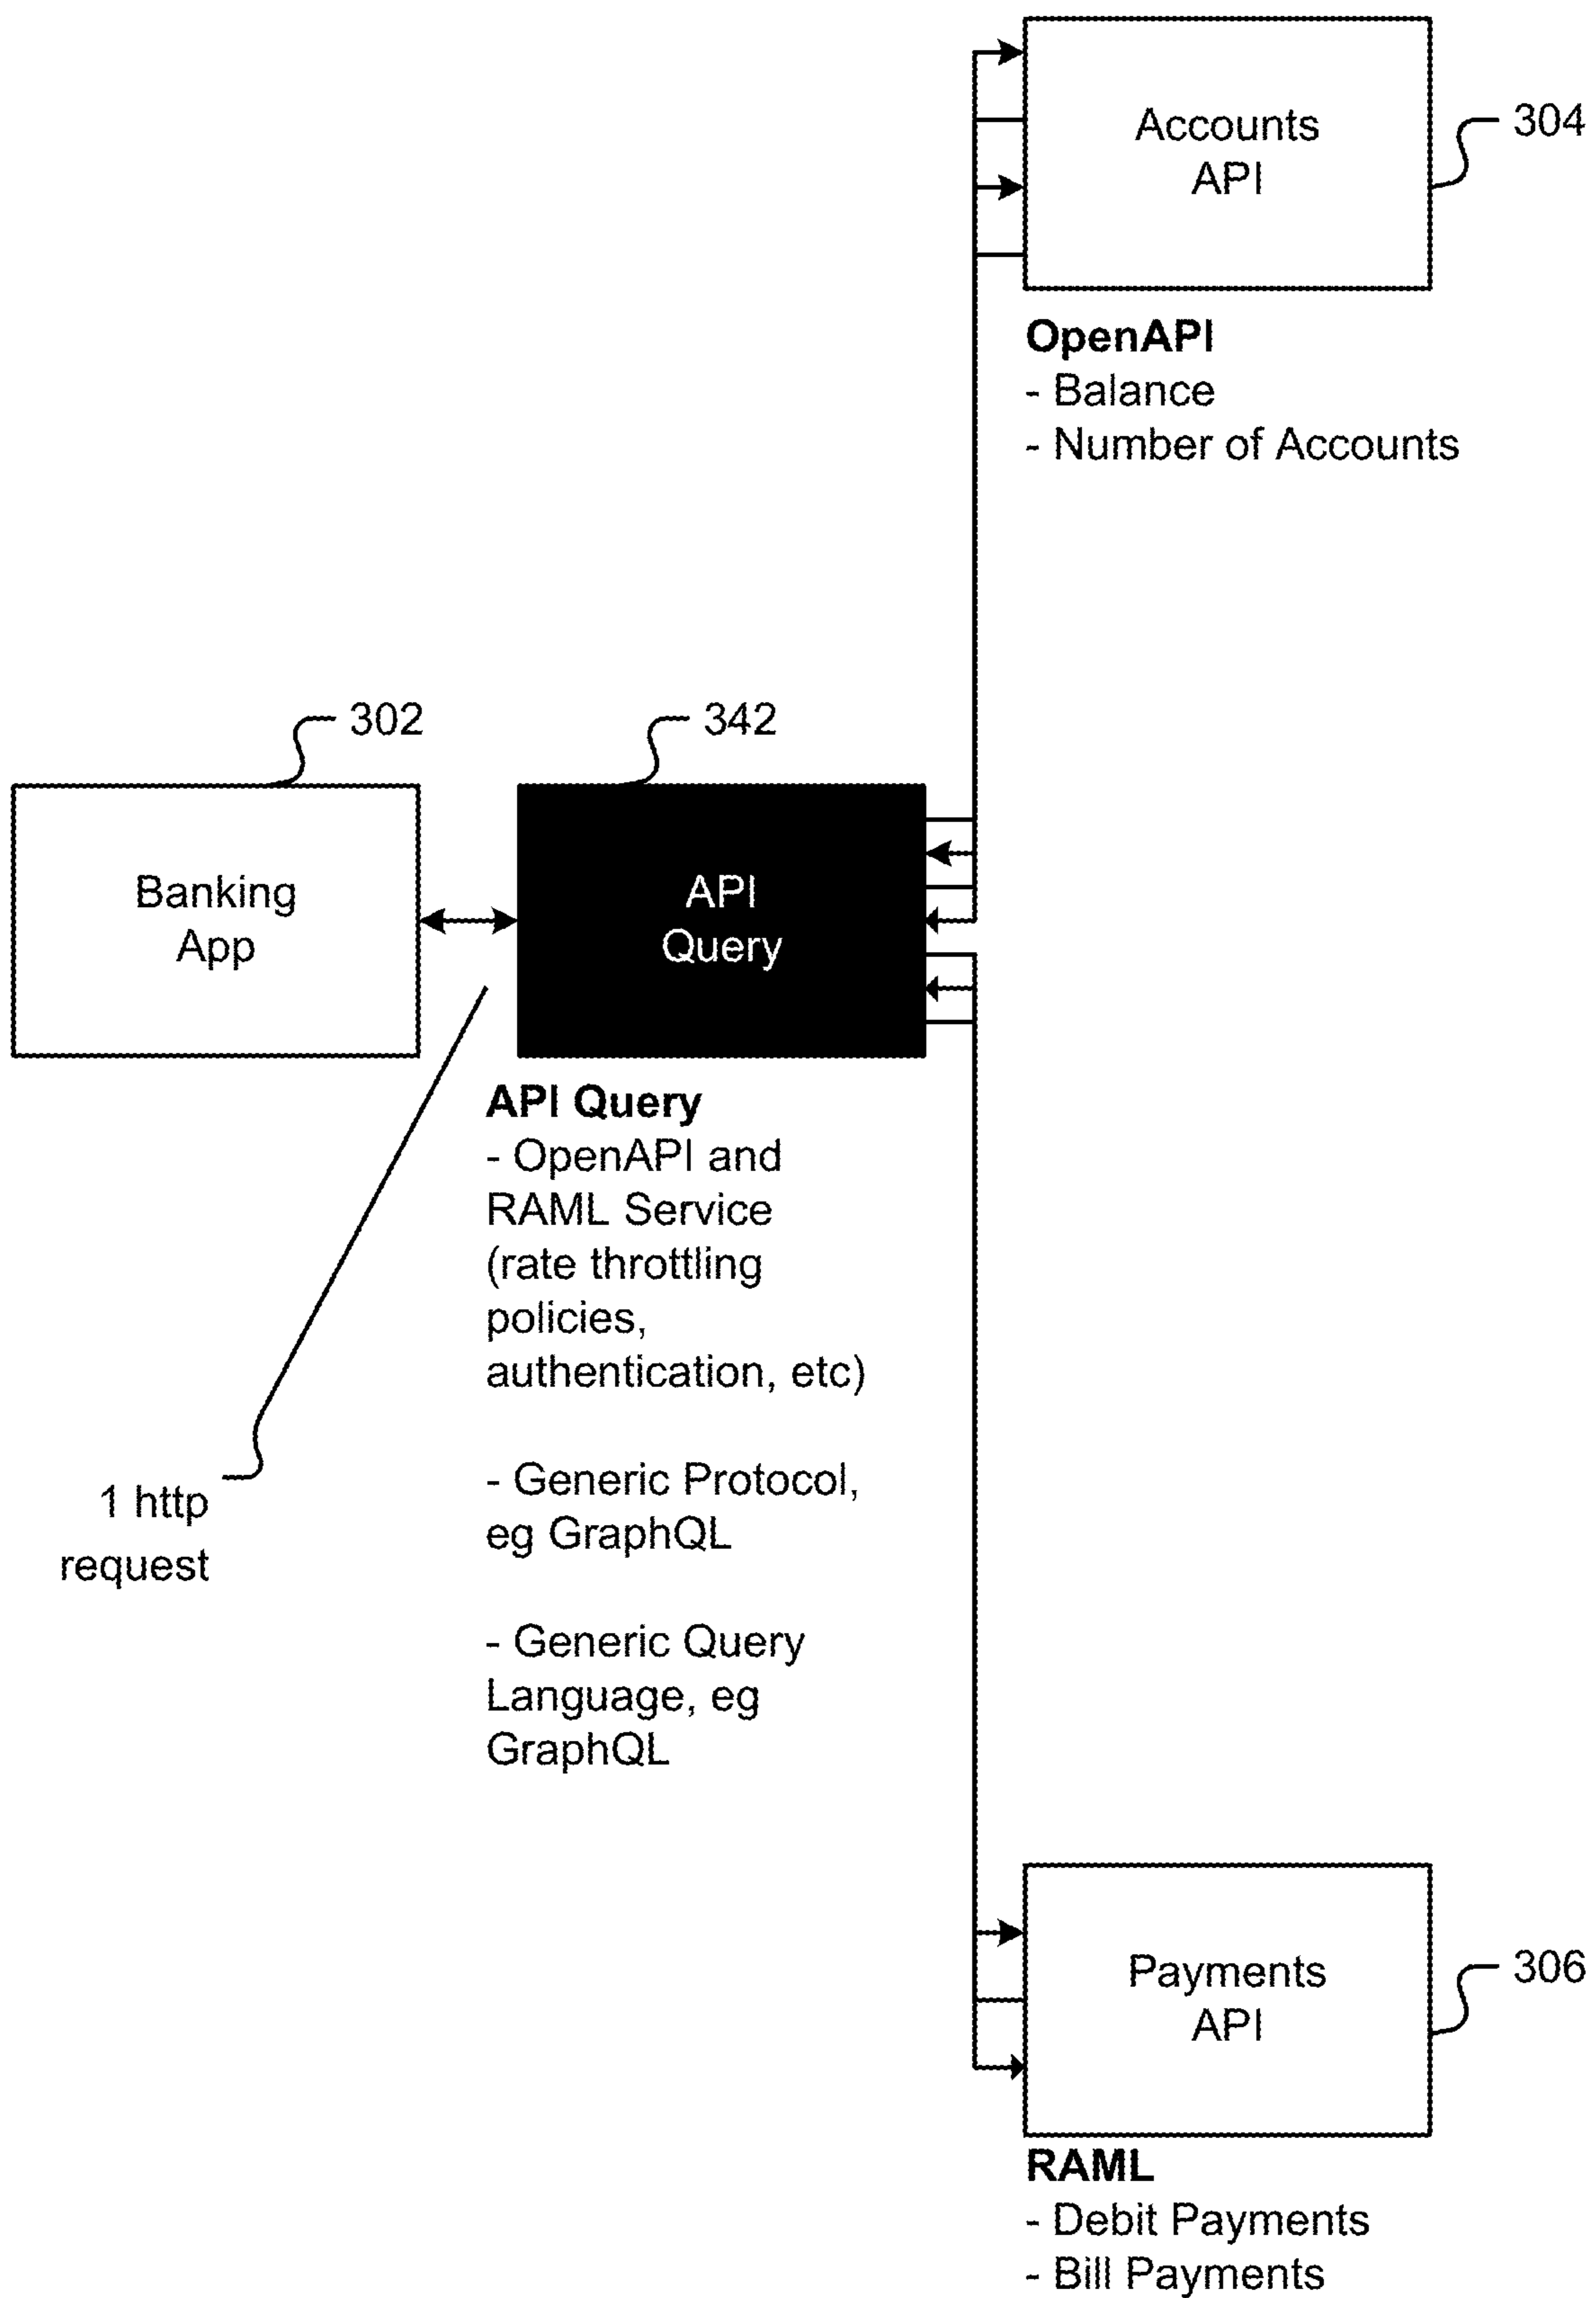 Accounts
API
304
OpenAPI
- Balance
- Number of Accounts
302
342
Banking
App
API
Query
API Query
- OpenAPI and
RAML Service
(rate throttling
policies,
authentication, etc)
- Generic Protocol,
eg GraphQL
- Generic Query
Language, eg
GraphQL
1 http
request
Payments
API
306
RAML
- Debit Payments
- Bill Payments